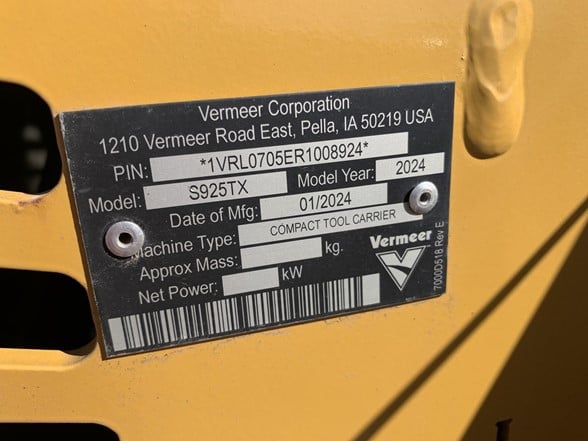 Vermeer Corporation
1210 Vermeer Road East, Pella, IA 50219 USA
PIN: *1VRL0705ER1008924*
Model: S925TX Model Year: 2024
Date of Mfg: 01/2024
Machine Type: COMPACT TOOL CARRIER
Approx Mass: kg.
Net Power: kW
Vermeer
7000D518 Rev E